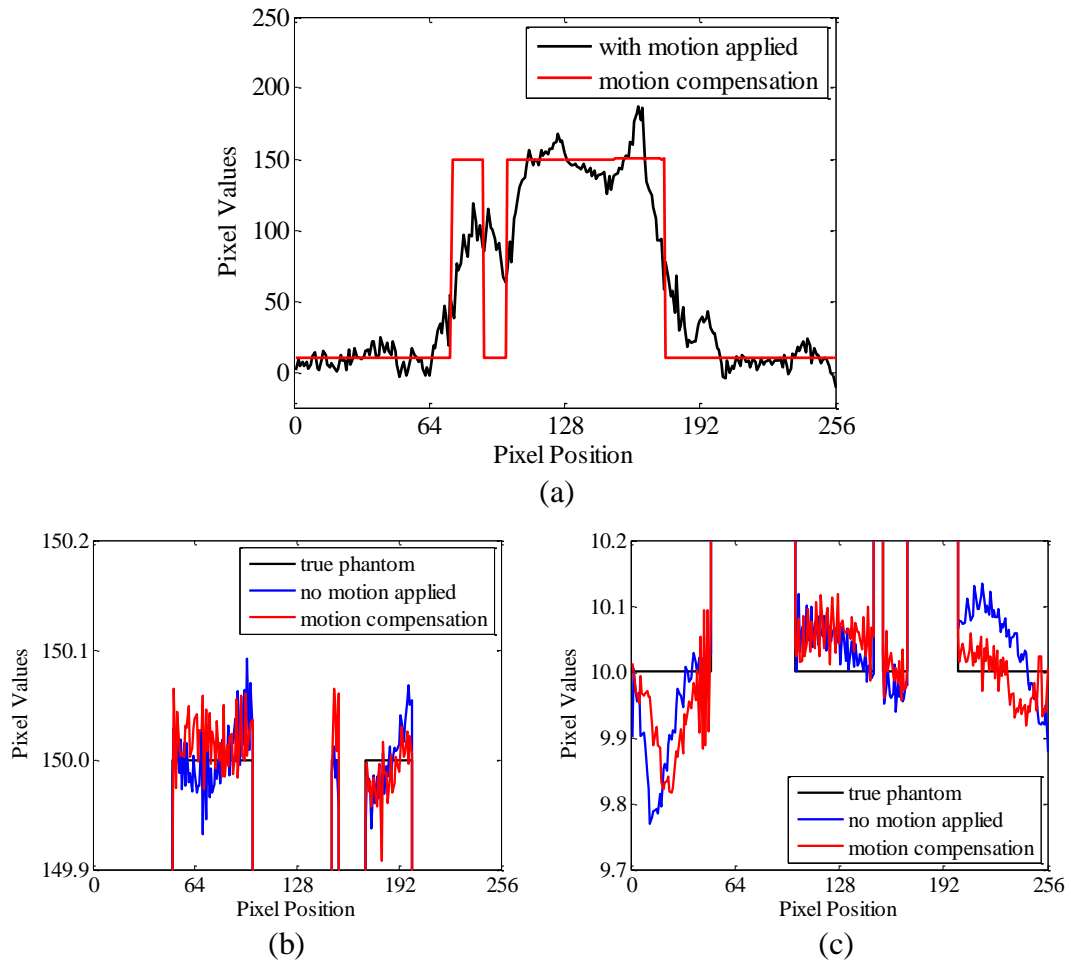 250
200
150
100
50
0
Pixel Values
with motion applied
motion compensation
0 64 128 192 256
Pixel Position
(a)
150.2
150.1
150.0
149.9
Pixel Values
true phantom
no motion applied
motion compensation
0 64 128 192 256
Pixel Position
(b)
10.2
10.1
10.0
9.9
9.8
9.7
Pixel Values
true phantom
no motion applied
motion compensation
0 64 128 192 256
Pixel Position
(c)